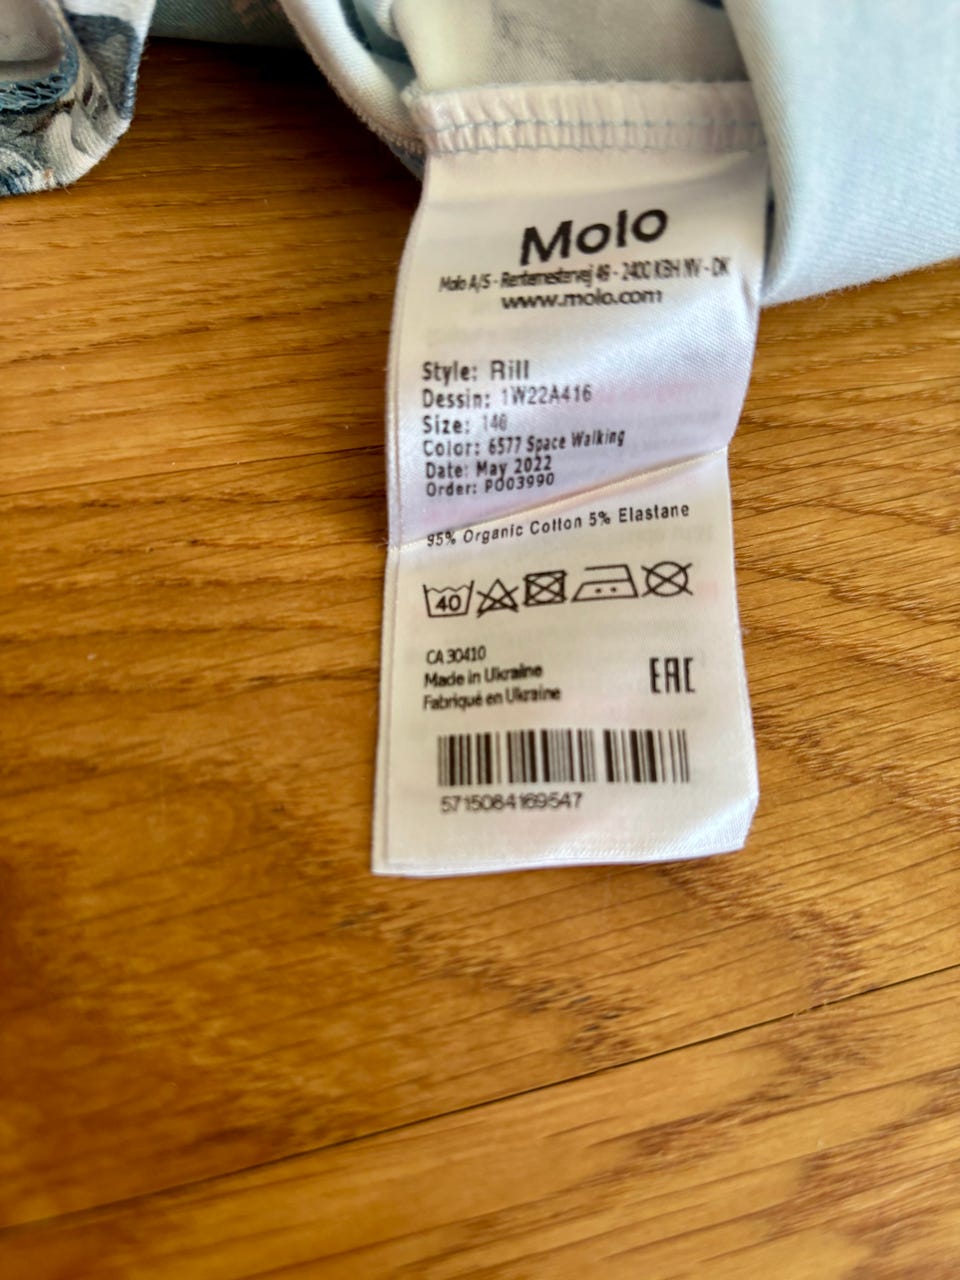 Molo
Molo A/S - Rentemestervej 49 - 2400 KBH NV - DK
www.molo.com
Style: Rill
Dessin: 1W22A416
Size: 140
Color: 6577 Space Walking
Date: May 2022
Order: PO03990
95% Organic Cotton 5% Elastane
40
CA 30410
Made in Ukraine
Fabriqué en Ukraine
EAC
5715084169547